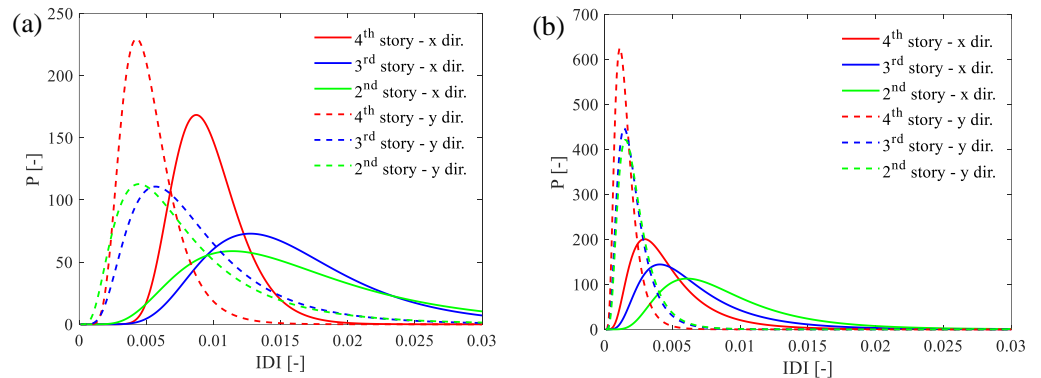 (a)
250
200
150
100
50
0
P [-]
4th story - x dir.
3rd story - x dir.
2nd story - x dir.
4th story - y dir.
3rd story - y dir.
2nd story - y dir.
0 0.005 0.01 0.015 0.02 0.025 0.03
IDI [-]
(b)
700
600
500
400
300
200
100
0
P [-]
4th story - x dir.
3rd story - x dir.
2nd story - x dir.
4th story - y dir.
3rd story - y dir.
2nd story - y dir.
0 0.005 0.01 0.015 0.02 0.025 0.03
IDI [-]